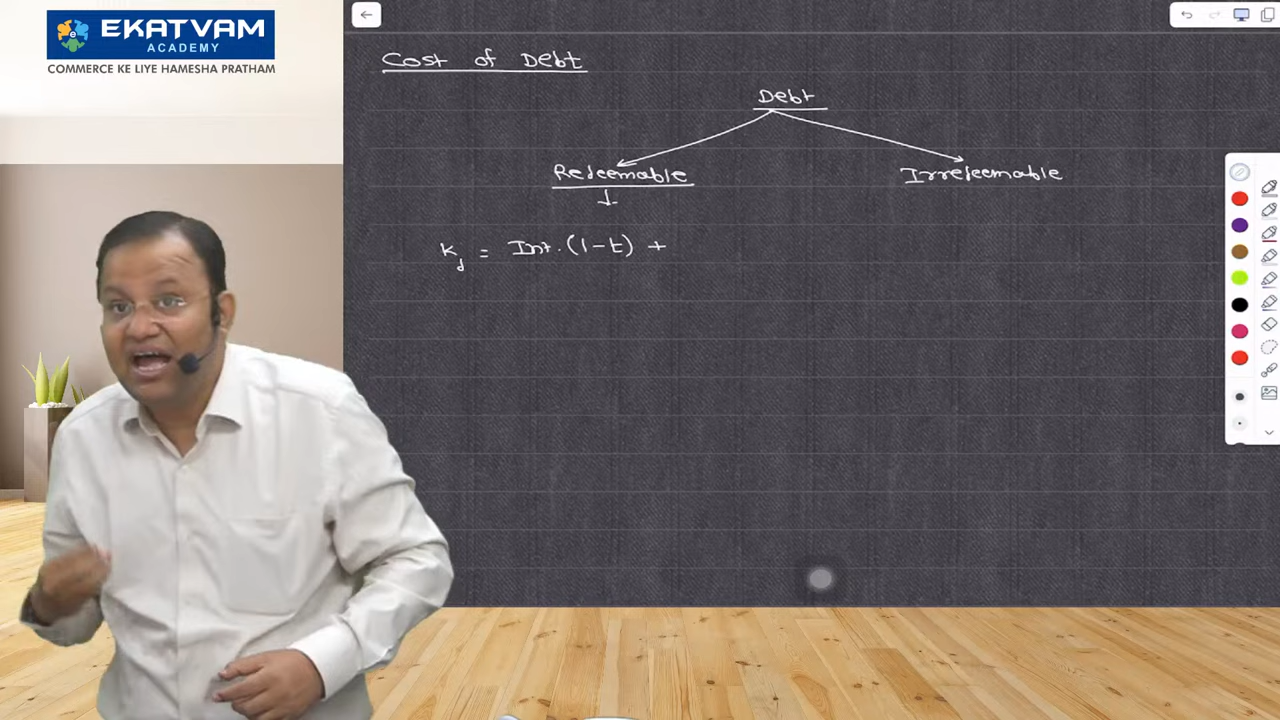 EKATVAM
ACADEMY
COMMERCE KE LIYE HAMESHA PRATHAM
Cost of Debt
Debt
Redeemable Irredeemable
Kd = Int.(1-t) +